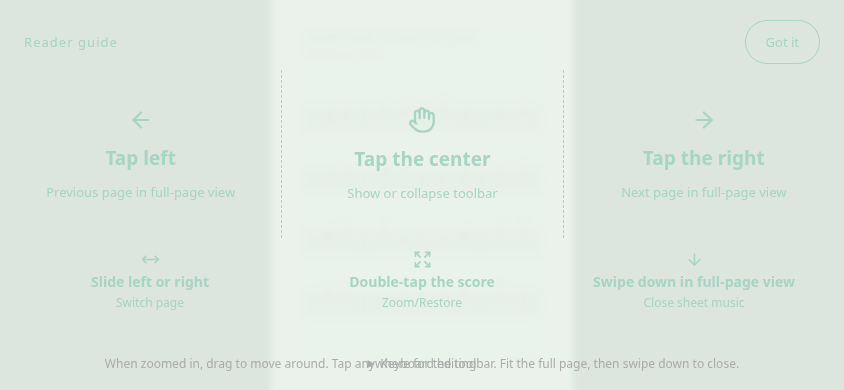 Reader guide
Got it
Tap left
Tap the center
Tap the right
Previous page in full-page view
Show or collapse toolbar
Next page in full-page view
Slide left or right
Double-tap the score
Swipe down in full-page view
Switch page
Zoom/Restore
Close sheet music
When zoomed in, drag to move around. Tap anywhere for the toolbar. Fit the full page, then swipe down to close.